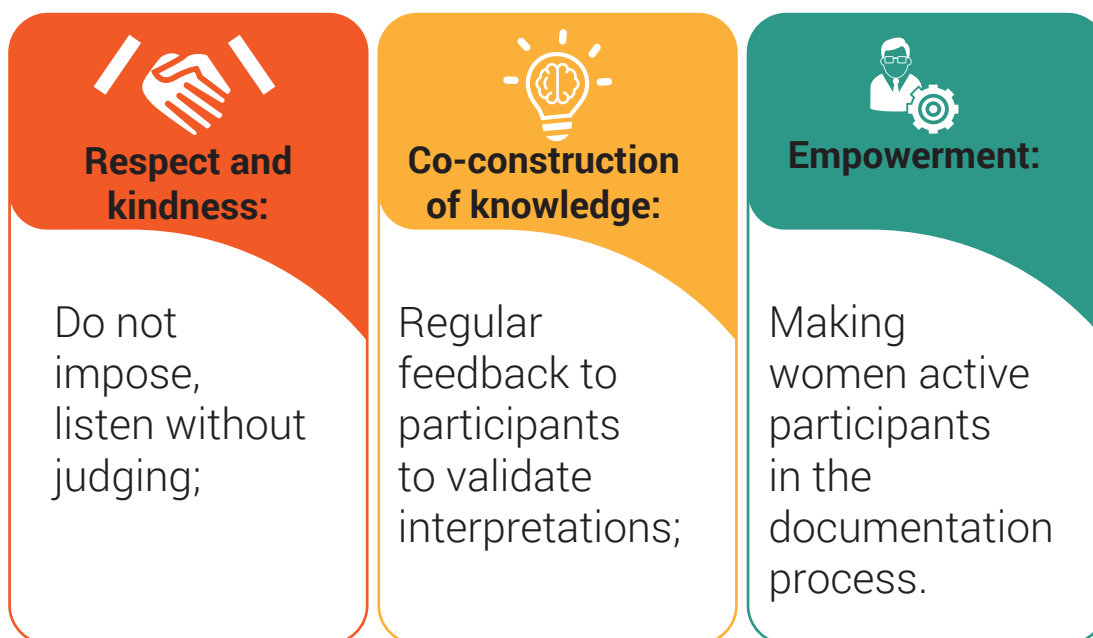 Respect and
kindness:
Do not
impose,
listen without
judging;
Co-construction
of knowledge:
Regular
feedback to
participants
to validate
interpretations;
Empowerment:
Making
women active
participants
in the
documentation
process.